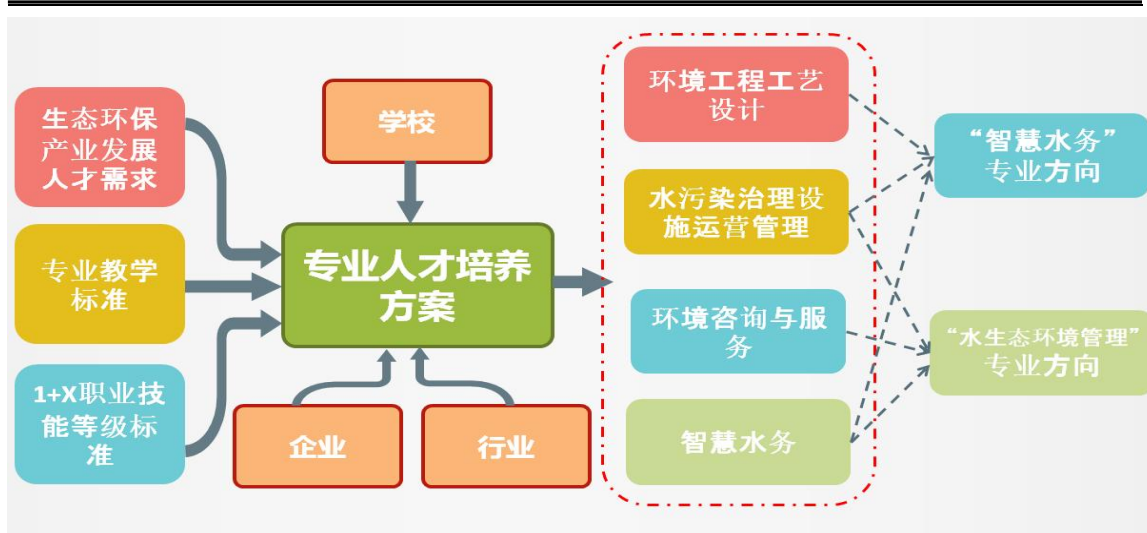 生态环保
产业发展
人才需求
专业教学
标准
1+X职业技
能等级标
准
学校
专业人才培养
方案
企业
行业
环境工程工艺
设计
水污染治理设
施运营管理
环境咨询与服
务
智慧水务
“智慧水务”
专业方向
“水生态环境管理”
专业方向